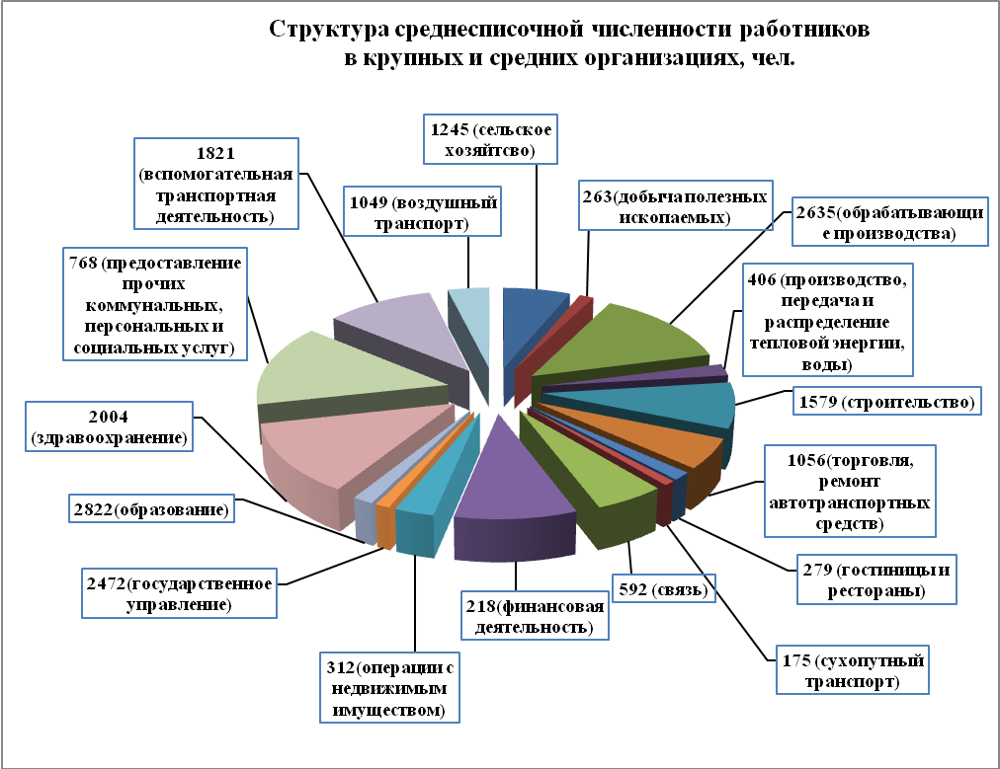 Структура среднесписочной численности работников
в крупных и средних организациях, чел.
1245 (сельское
хозяйтсво)
1821
(вспомогательная
транспортная
деятельность)
1049 (воздушный
транспорт)
263(добыча полезных
ископаемых)
2635(обрабатывающи
е производства)
768 (предоставление
прочих
коммунальных,
персональных и
социальных услуг)
406 (производство,
передача и
распределение
тепловой энергии,
воды)
1579 (строительство)
2004
(здравоохранение)
1056(торговля,
ремонт
автотранспортных
средств)
2822(образование)
279 (гостиницы и
рестораны)
2472(государственное
управление)
592 (связь)
218(финансовая
деятельность)
175 (сухопутный
транспорт)
312(операции с
недвижимым
имуществом)